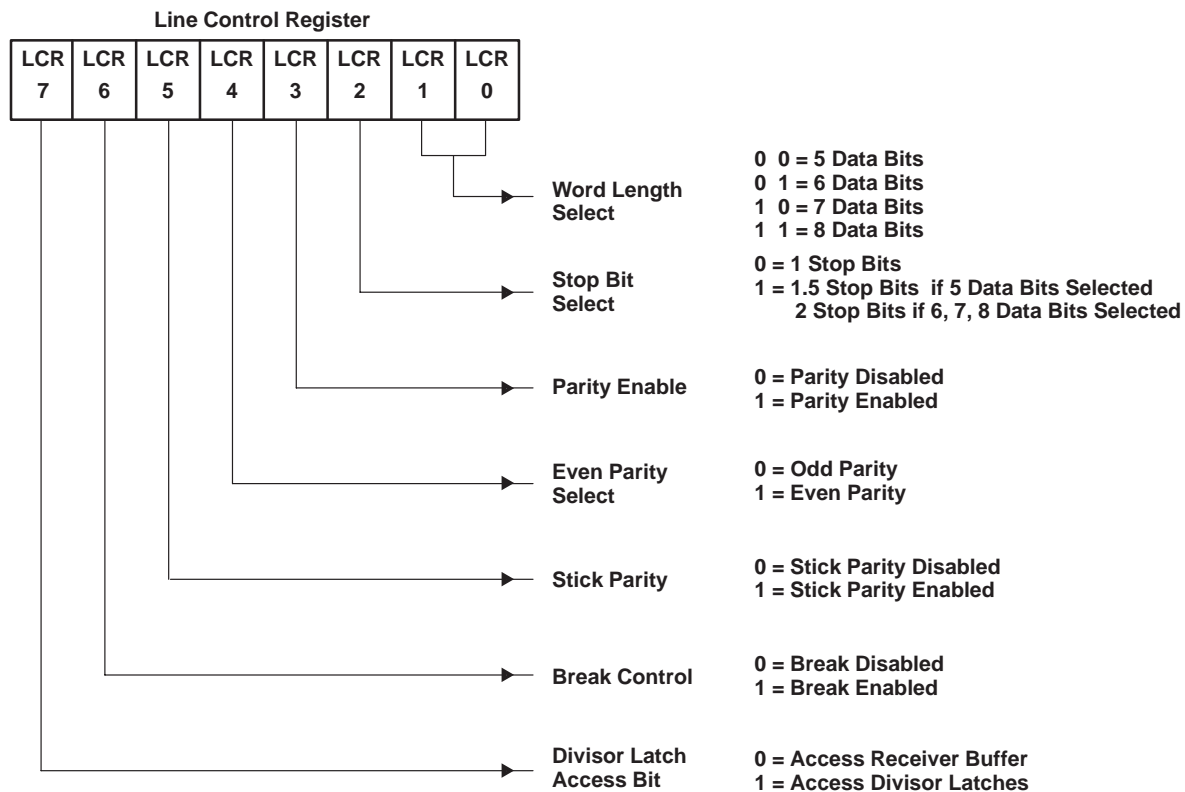 Line Control Register
LCR LCR LCR LCR LCR LCR LCR LCR
7 6 5 4 3 2 1 0
Word Length
Select
0 0 = 5 Data Bits
0 1 = 6 Data Bits
1 0 = 7 Data Bits
1 1 = 8 Data Bits
Stop Bit
Select
0 = 1 Stop Bits
1 = 1.5 Stop Bits if 5 Data Bits Selected
2 Stop Bits if 6, 7, 8 Data Bits Selected
Parity Enable
0 = Parity Disabled
1 = Parity Enabled
Even Parity
Select
0 = Odd Parity
1 = Even Parity
Stick Parity
0 = Stick Parity Disabled
1 = Stick Parity Enabled
Break Control
0 = Break Disabled
1 = Break Enabled
Divisor Latch
Access Bit
0 = Access Receiver Buffer
1 = Access Divisor Latches